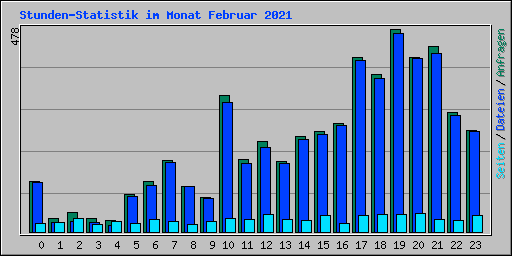 Stunden-Statistik im Monat Februar 2021
478
Seiten / Dateien / Anfragen
0 1 2 3 4 5 6 7 8 9 10 11 12 13 14 15 16 17 18 19 20 21 22 23